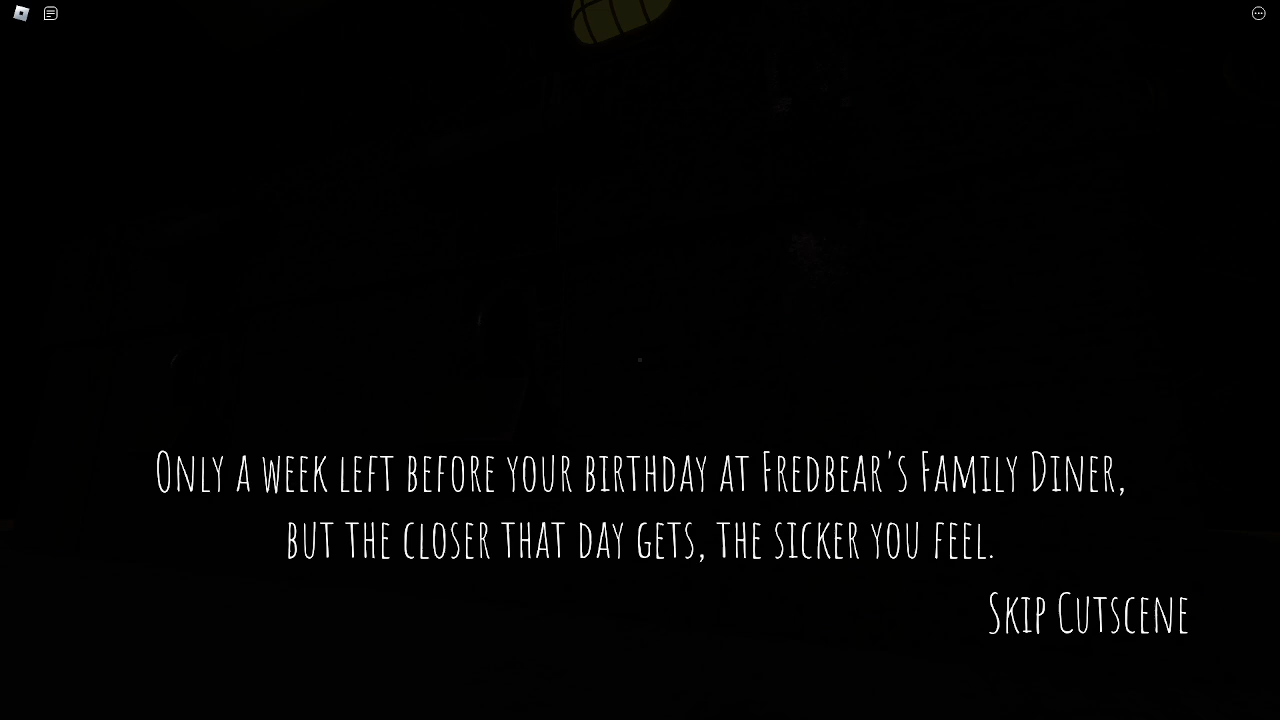 Only a week left before your birthday at Fredbear's Family Diner,
but the closer that day gets, the sicker you feel.
Skip Cutscene